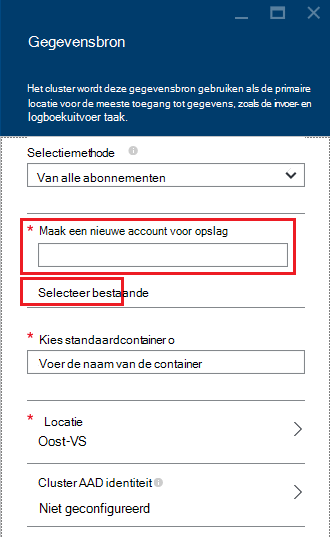 Gegevensbron
Het cluster wordt deze gegevensbron gebruiken als de primaire
locatie voor de meeste toegang tot gegevens, zoals de invoer- en
logboekuitvoer taak.
Selectiemethode
Van alle abonnementen
* Maak een nieuwe account voor opslag
Selecteer bestaande
* Kies standaardcontainer o
Voer de naam van de container
* Locatie
Oost-VS
Cluster AAD identiteit
Niet geconfigureerd